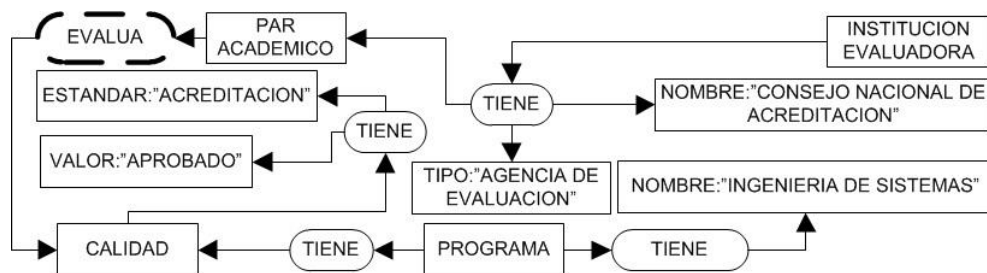 EVALUA
PAR
ACADEMICO
INSTITUCION
EVALUADORA
ESTANDAR:"ACREDITACION"
TIENE
TIENE
NOMBRE:"CONSEJO NACIONAL DE
ACREDITACION"
VALOR:"APROBADO"
TIPO:"AGENCIA DE
EVALUACION"
NOMBRE:"INGENIERIA DE SISTEMAS"
CALIDAD
TIENE
PROGRAMA
TIENE